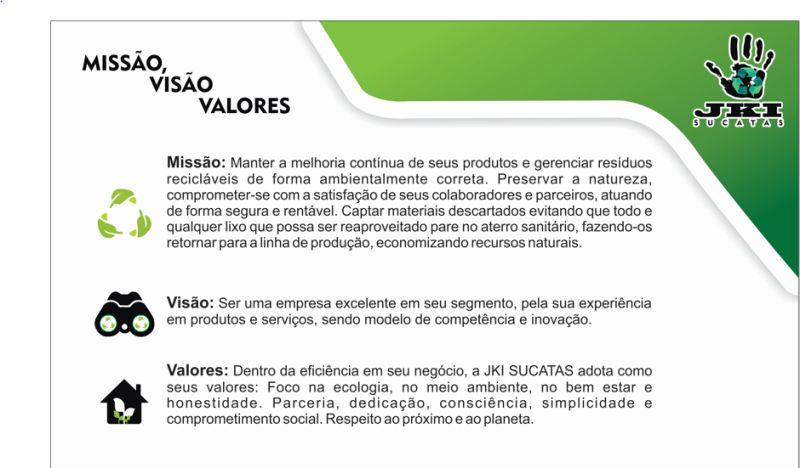 MISSÃO,
VISÃO
VALORES
JKI
SUCATAS
Missão: Manter a melhoria contínua de seus produtos e gerenciar resíduos
recicláveis de forma ambientalmente correta. Preservar a natureza,
comprometer-se com a satisfação de seus colaboradores e parceiros, atuando
de forma segura e rentável. Captar materiais descartados evitando que todo e
qualquer lixo que possa ser reaproveitado pare no aterro sanitário, fazendo-os
retornar para a linha de produção, economizando recursos naturais.
Visão: Ser uma empresa excelente em seu segmento, pela sua experiência
em produtos e serviços, sendo modelo de competência e inovação.
Valores: Dentro da eficiência em seu negócio, a JKI SUCATAS adota como
seus valores: Foco na ecologia, no meio ambiente, no bem estar e
honestidade. Parceria, dedicação, consciência, simplicidade e
comprometimento social. Respeito ao próximo e ao planeta.